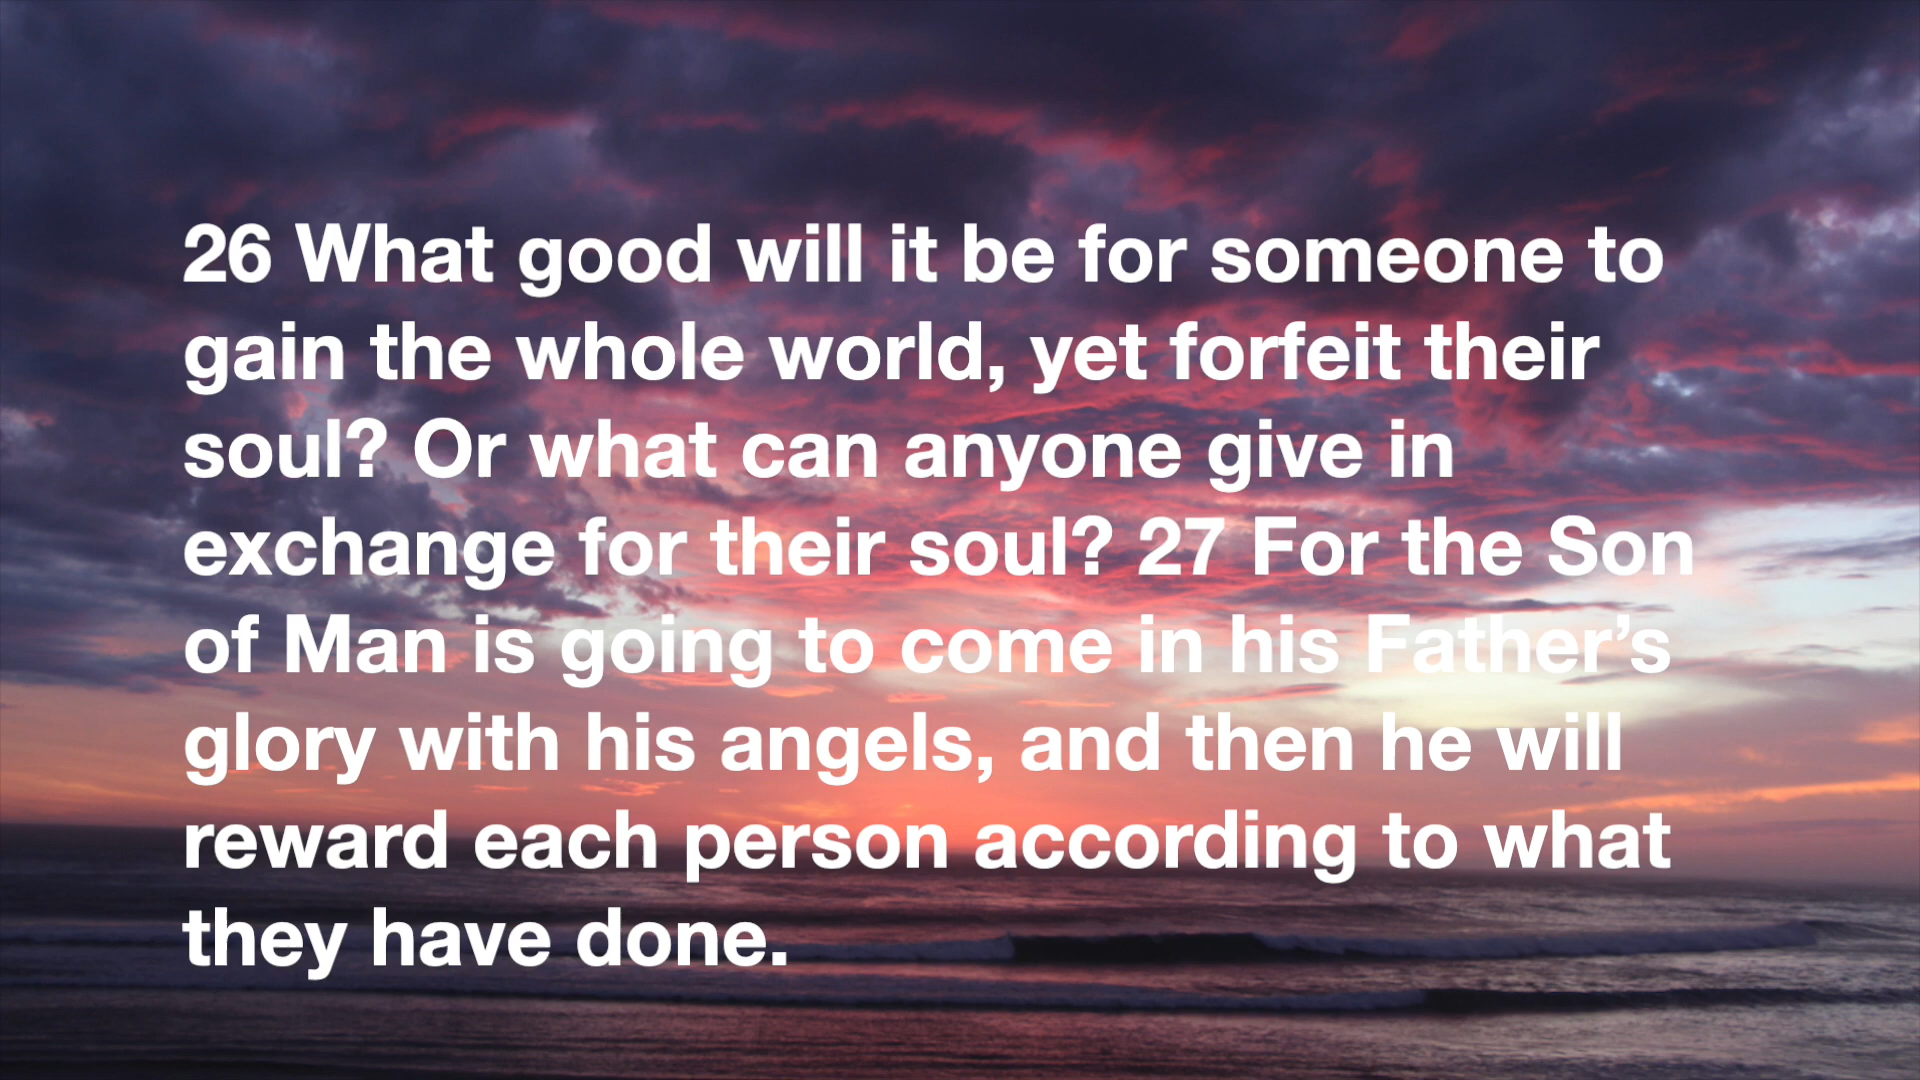 26 What good will it be for someone to
gain the whole world, yet forfeit their
soul? Or what can anyone give in
exchange for their soul? 27 For the Son
of Man is going to come in his Father’s
glory with his angels, and then he will
reward each person according to what
they have done.